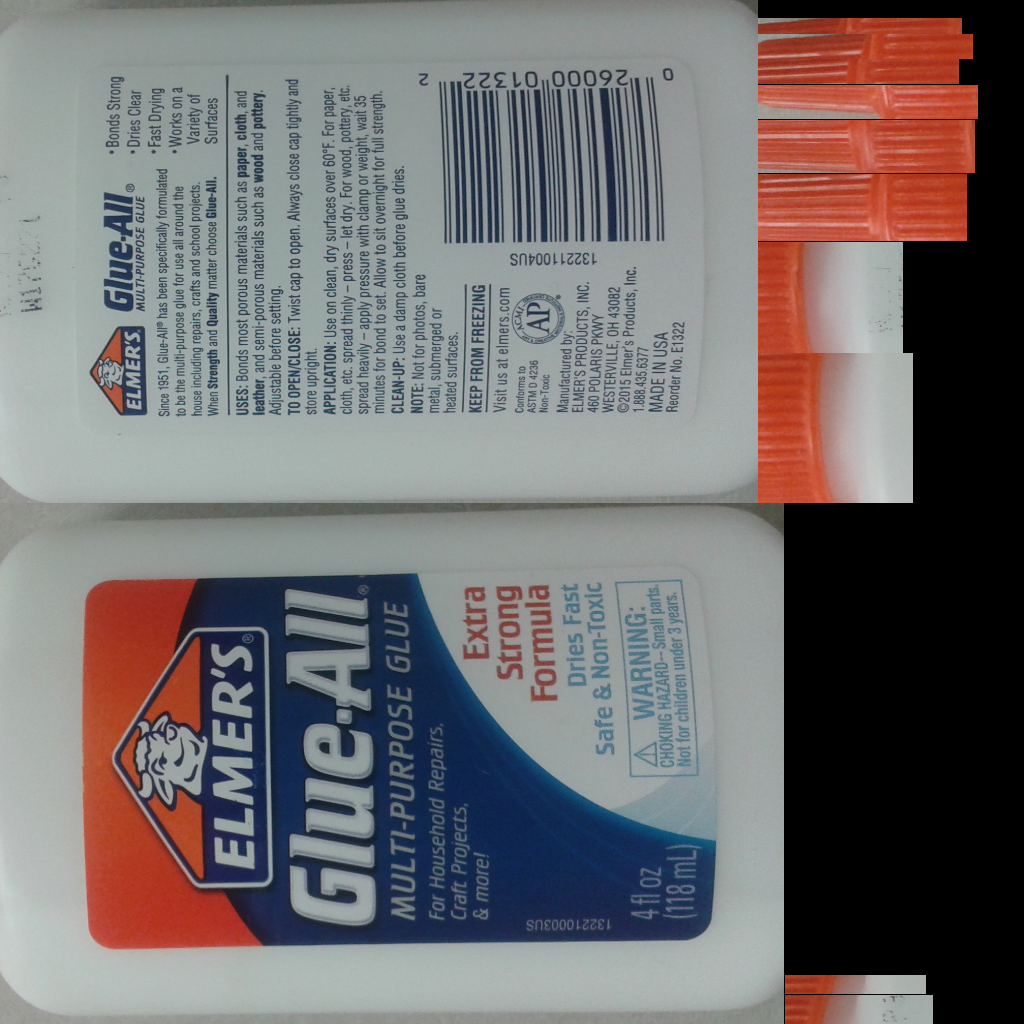 ELMER'S
Glue-All®
MULTI-PURPOSE GLUE
• Bonds Strong
• Dries Clear
• Fast Drying
• Works on a
Variety of
Surfaces
Since 1951, Glue-All® has been specifically formulated
to be the multi-purpose glue for use all around the
house including repairs, crafts and school projects.
When Strength and Quality matter choose Glue-All.
USES: Bonds most porous materials such as paper, cloth, and
leather, and semi-porous materials such as wood and pottery.
Adjustable before setting.
TO OPEN/CLOSE: Twist cap to open. Always close cap tightly and
store upright.
APPLICATION: Use on clean, dry surfaces over 60°F. For paper,
cloth, etc. spread thinly – press – let dry. For wood, pottery, etc.
spread heavily – apply pressure with clamp or weight, wait 35
minutes for bond to set. Allow to sit overnight for full strength.
CLEAN-UP: Use a damp cloth before glue dries.
NOTE: Not for photos, bare
metal, submerged or
heated surfaces.
KEEP FROM FREEZING
Visit us at elmers.com
Conforms to
ASTM D 4236
Non-Toxic
AP
®
Manufactured by:
ELMER'S PRODUCTS, INC.
460 POLARIS PKWY
WESTERVILLE, OH 43082
©2015 Elmer's Products, Inc.
1.888.435.6377
MADE IN USA
Reorder No. E1322
132211004US
0 26000 01322 2
ELMER'S®
Glue-All®
MULTI-PURPOSE GLUE
For Household Repairs,
Craft Projects,
& more!
Extra
Strong
Formula
Dries Fast
Safe & Non-Toxic
WARNING:
CHOKING HAZARD–Small parts.
Not for children under 3 years.
132210003US
4 fl oz
(118 mL)